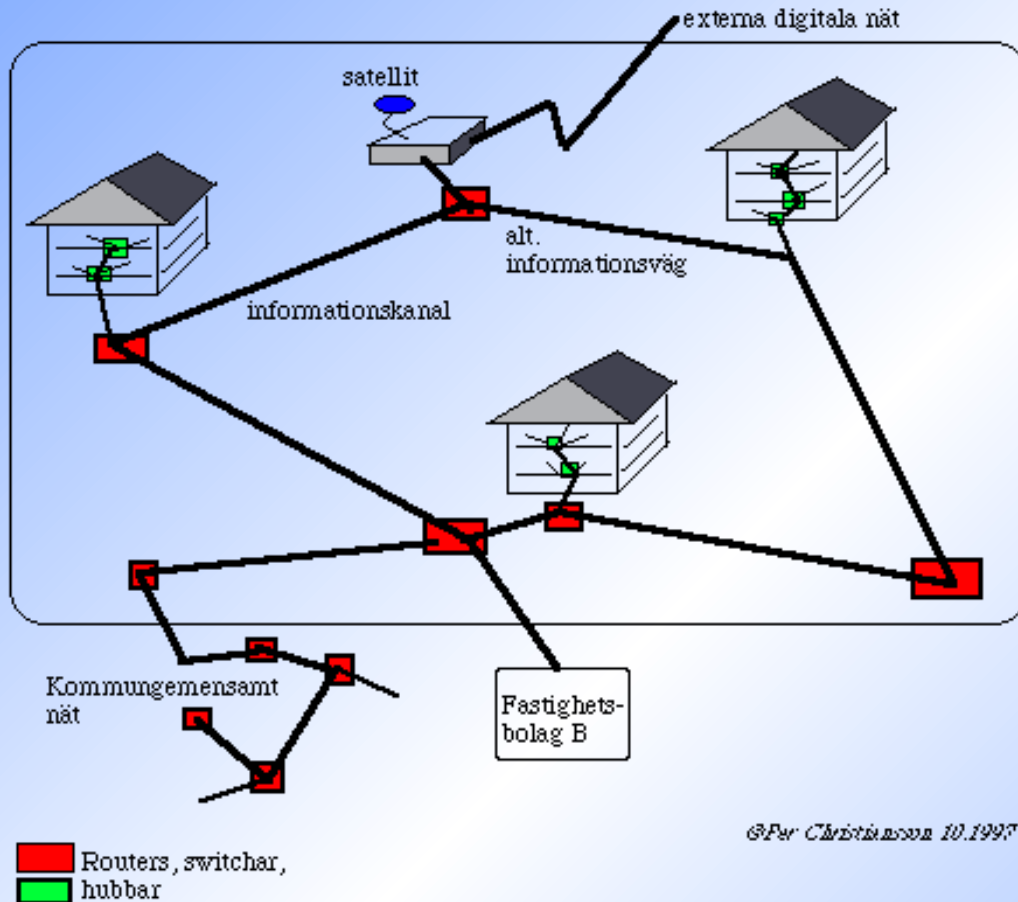 externa digitala nät
satellit
alt.
informationsväg
informationskanal
Kommungemensamt
nät
Fastighets-
bolag B
@Per Christiansson 10.1997
Routers, switchar,
hubbar